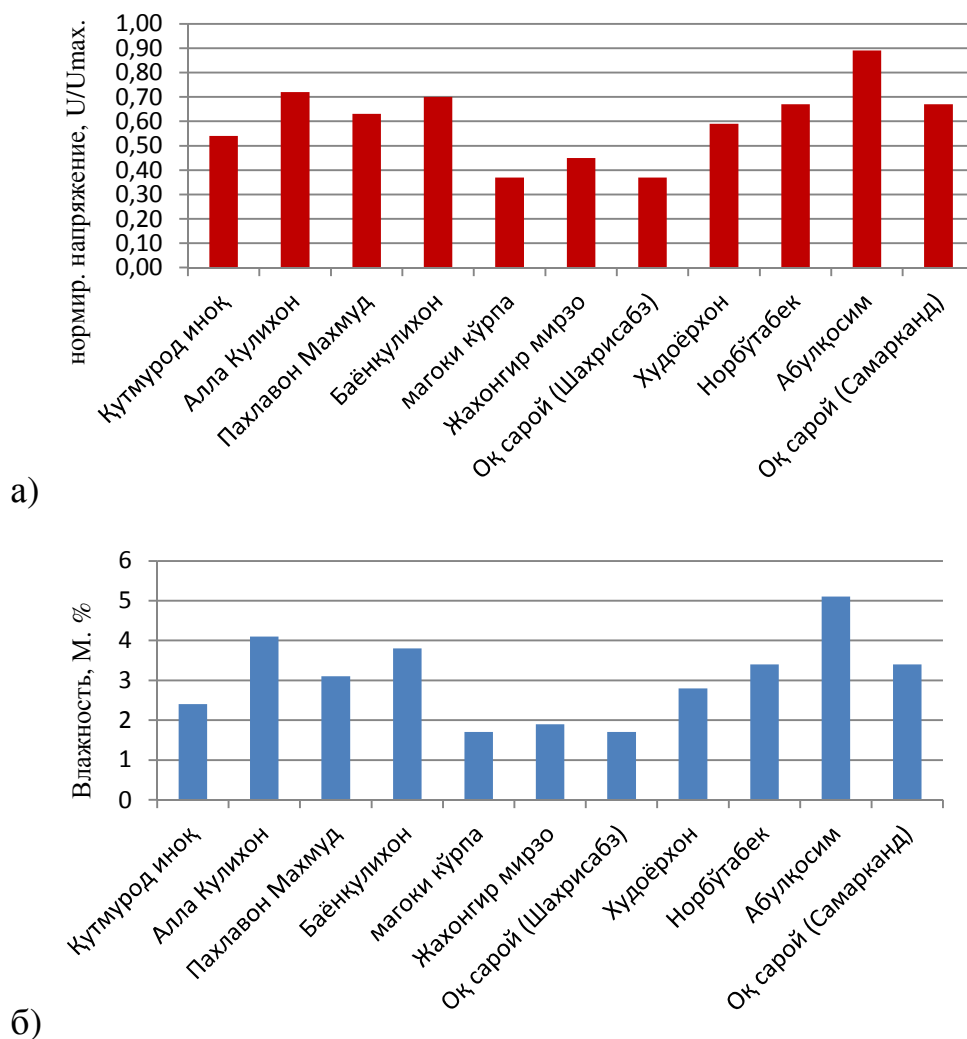 нормир. напряжение, U/Umax.
1,00
0,90
0,80
0,70
0,60
0,50
0,40
0,30
0,20
0,10
0,00
Қутмурод иноқ
Алла Кулихон
Пахлавон Махмуд
Баёнқулихон
магоки кўрпа
Жахонгир мирзо
Оқ сарой (Шахрисабз)
Худоёрхон
Норбўтабек
Абулқосим
Оқ сарой (Самарканд)
а)
Влажность, М. %
6
5
4
3
2
1
0
Қутмурод иноқ
Алла Кулихон
Пахлавон Махмуд
Баёнқулихон
магоки кўрпа
Жахонгир мирзо
Оқ сарой (Шахрисабз)
Худоёрхон
Норбўтабек
Абулқосим
Оқ сарой (Самарканд)
б)